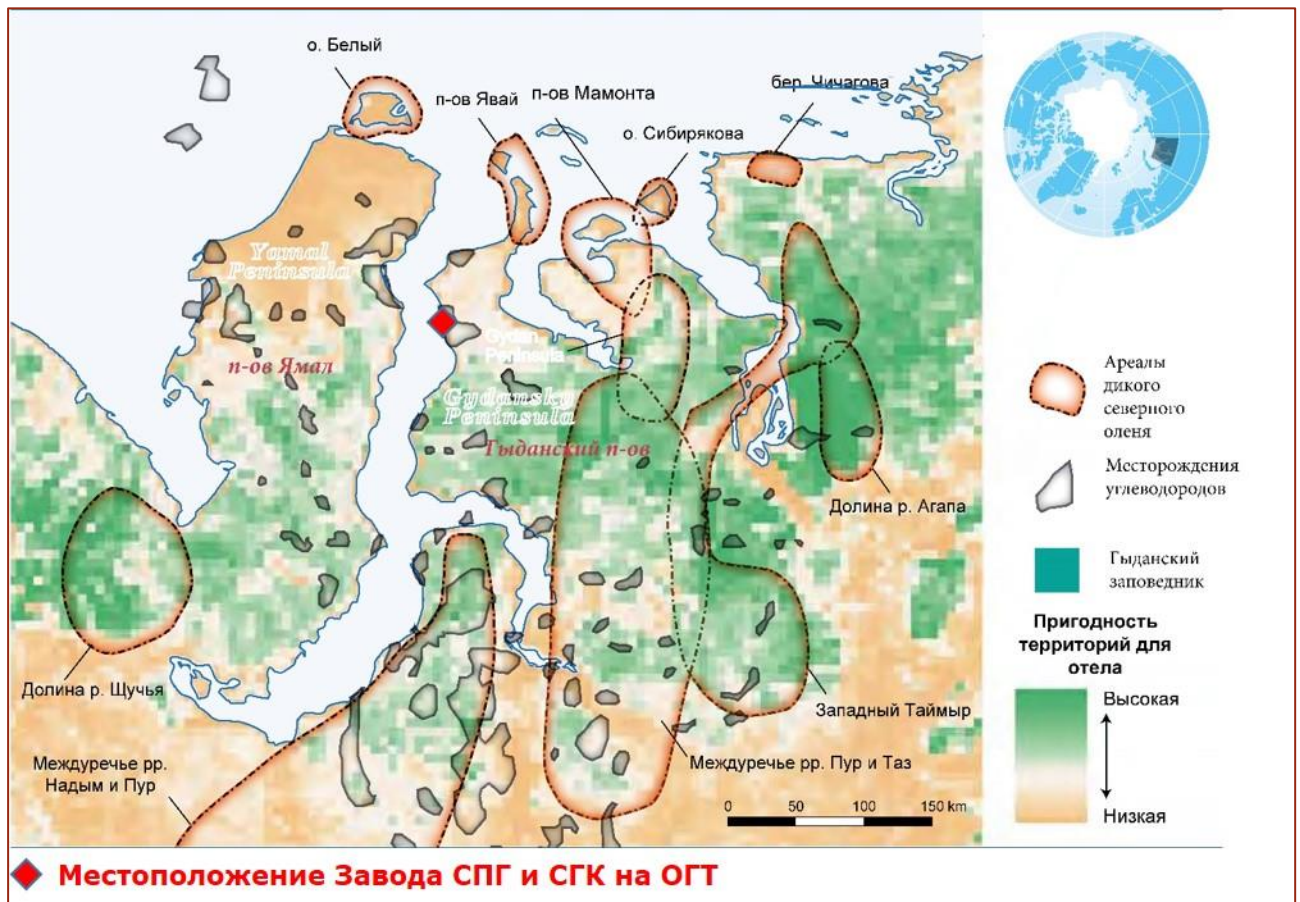 о. Белый
п-ов Явай
п-ов Мамонта
бер. Чичагова
о. Сибирякова
Yamal
Peninsula
п-ов Ямал
Gydan
Peninsula
Gydansky
Peninsula
Гыданский п-ов
Долина р. Агапа
Долина р. Щучья
Западный Таймыр
Междуречье рр.
Надым и Пур
Междуречье рр. Пур и Таз
0 50 100 150 km
Ареалы
дикого
северного
оленя
Месторождения
углеводородов
Гыданский
заповедник
Пригодность
территорий для
отела
Высокая
Низкая
Местоположение Завода СПГ и СГК на ОГТ